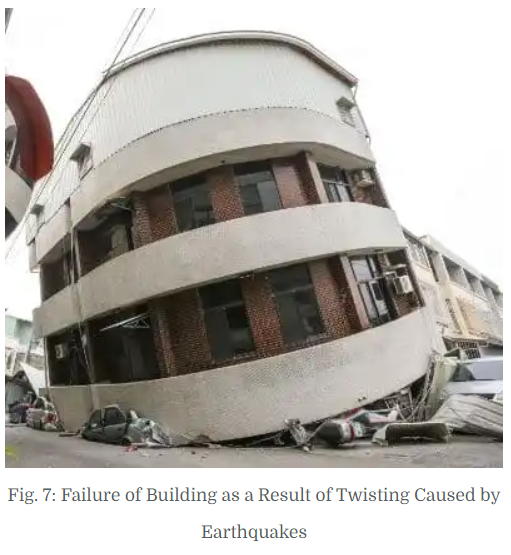 Fig. 7: Failure of Building as a Result of Twisting Caused by
Earthquakes